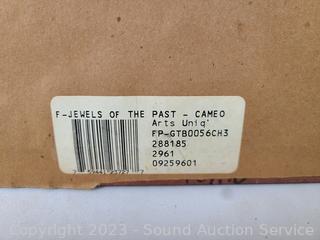 F-JEWELS OF THE PAST - CAMEO
Arts Uniq'
FP-GTB0056CH3
288185
2961
09259601
Copyright 2023 - Sound Auction Service